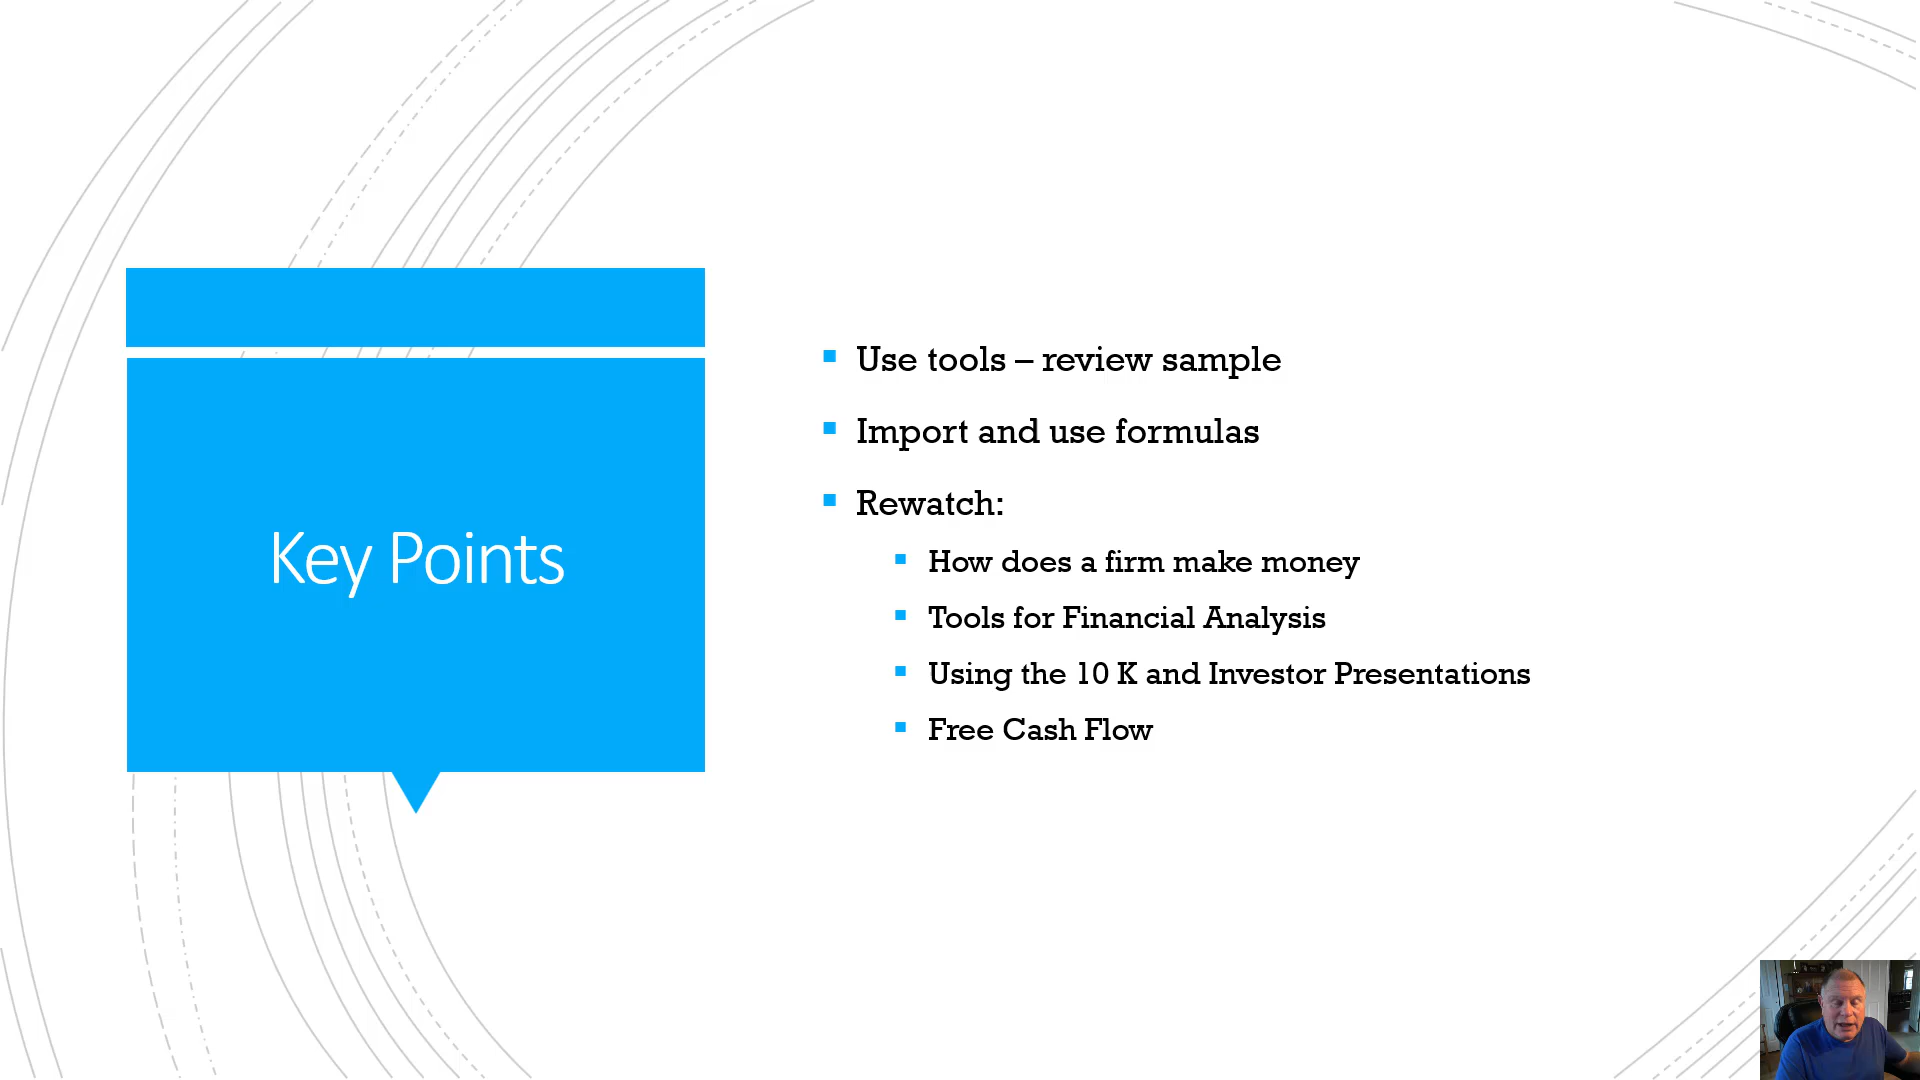 Key Points
Use tools – review sample
Import and use formulas
Rewatch:
How does a firm make money
Tools for Financial Analysis
Using the 10 K and Investor Presentations
Free Cash Flow